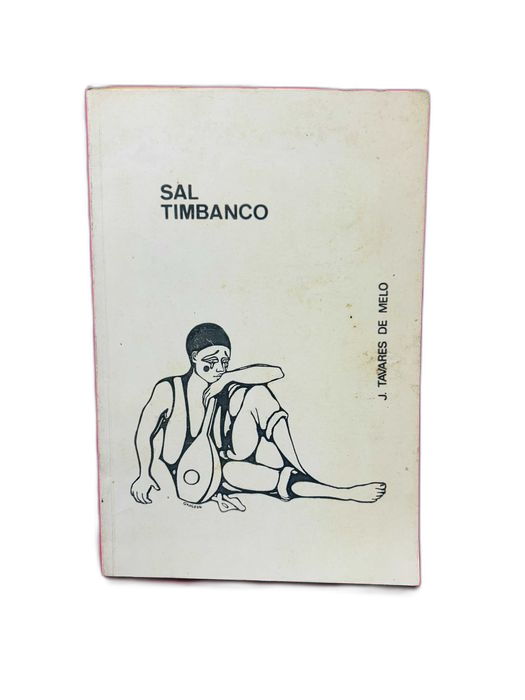 SAL
TIMBANCO
J. TAVARES DE MELO